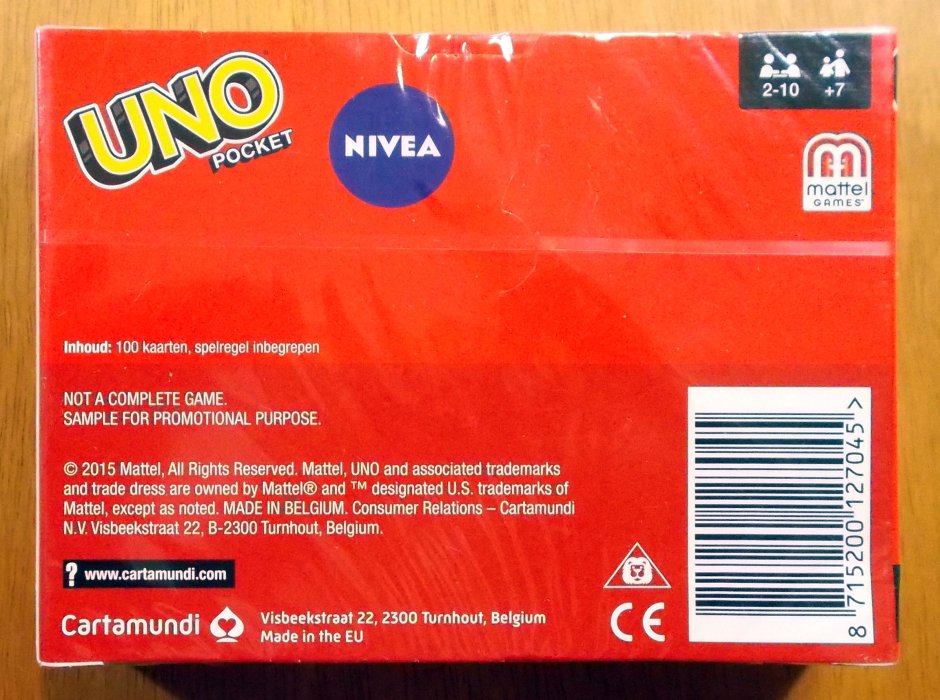 UNO
POCKET
NIVEA
2-10 +7
mattel
GAMES™
Inhoud: 100 kaarten, spelregel inbegrepen
NOT A COMPLETE GAME.
SAMPLE FOR PROMOTIONAL PURPOSE.
© 2015 Mattel, All Rights Reserved. Mattel, UNO and associated trademarks
and trade dress are owned by Mattel® and ™ designated U.S. trademarks of
Mattel, except as noted. MADE IN BELGIUM. Consumer Relations – Cartamundi
N.V. Visbeekstraat 22, B-2300 Turnhout, Belgium.
? www.cartamundi.com
Cartamundi
Visbeekstraat 22, 2300 Turnhout, Belgium
Made in the EU
CE
8 715200 127045 >